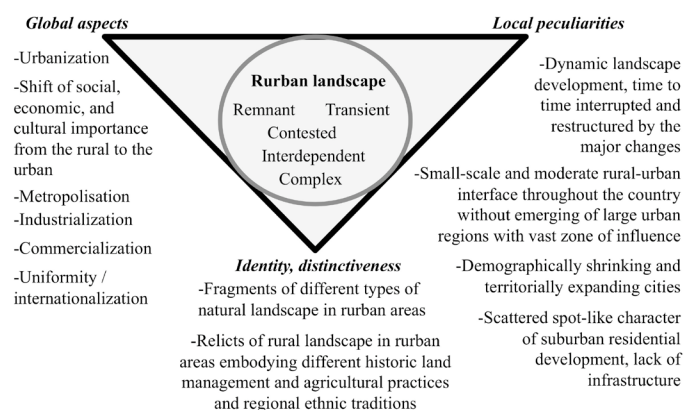 Global aspects
-Urbanization
-Shift of social,
economic, and
cultural importance
from the rural to the
urban
-Metropolisation
-Industrialization
-Commercialization
-Uniformity /
internationalization
Rurban landscape
Remnant Transient
Contested
Interdependent
Complex
Local peculiarities
-Dynamic landscape
development, time to
time interrupted and
restructured by the
major changes
-Small-scale and moderate rural-urban
interface throughout the country
without emerging of large urban
regions with vast zone of influence
-Demographically shrinking and
territorially expanding cities
-Scattered spot-like character
of suburban residential
development, lack of
infrastructure
Identity, distinctiveness
-Fragments of different types of
natural landscape in rurban areas
-Relicts of rural landscape in rurban
areas embodying different historic land
management and agricultural practices
and regional ethnic traditions